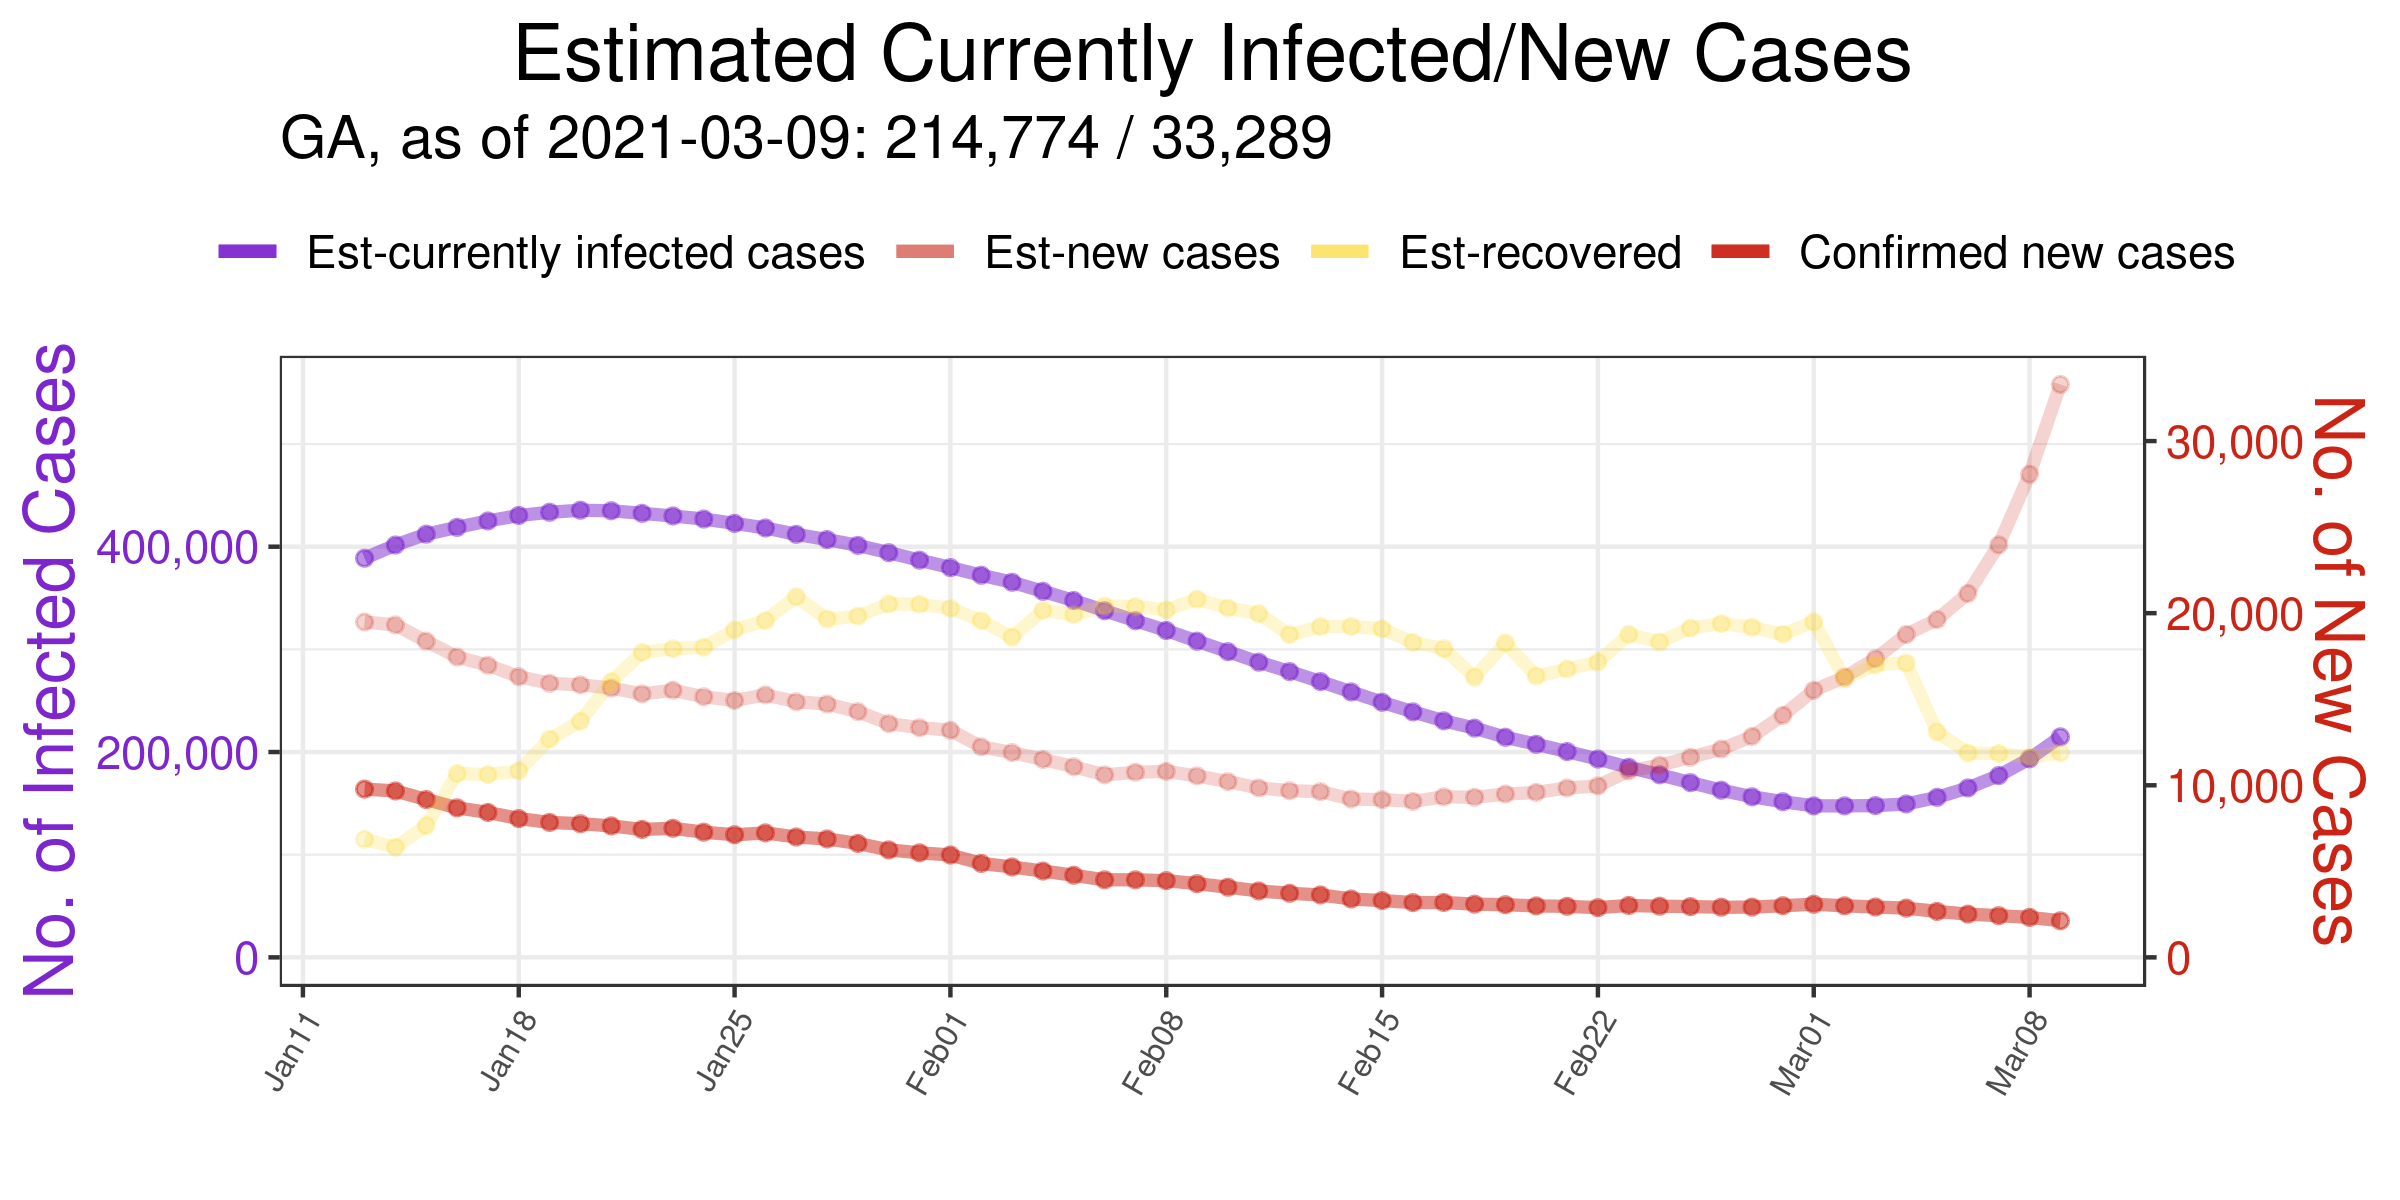 Estimated Currently Infected/New Cases
GA, as of 2021-03-09: 214,774 / 33,289
Est-currently infected cases Est-new cases Est-recovered Confirmed new cases
No. of Infected Cases
400,000
200,000
0
30,000
20,000
10,000
0
No. of New Cases
Jan11 Jan18 Jan25 Feb01 Feb08 Feb15 Feb22 Mar01 Mar08